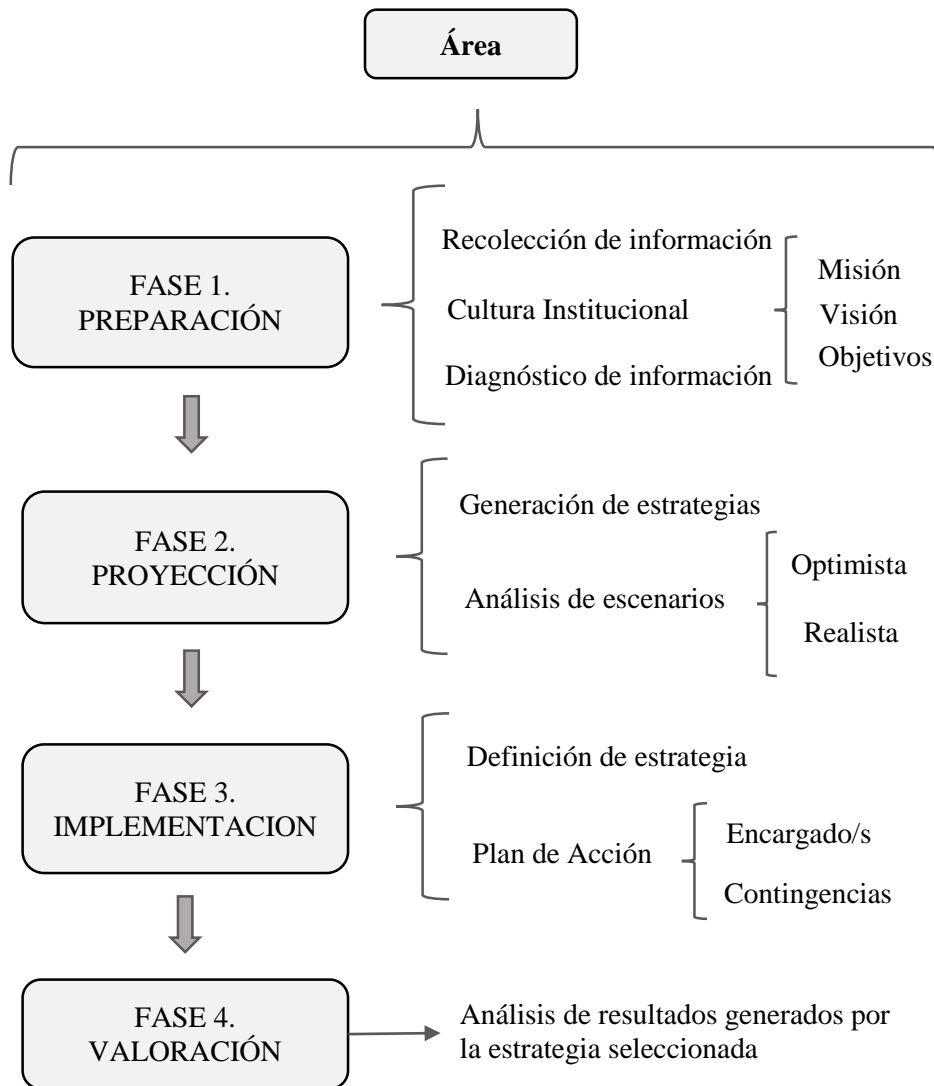 Área
FASE 1.
PREPARACIÓN
Recolección de información
Cultura Institucional
Diagnóstico de información
Misión
Visión
Objetivos
FASE 2.
PROYECCIÓN
Generación de estrategias
Análisis de escenarios
Optimista
Realista
FASE 3.
IMPLEMENTACION
Definición de estrategia
Plan de Acción
Encargado/s
Contingencias
FASE 4.
VALORACIÓN
Análisis de resultados generados por
la estrategia seleccionada